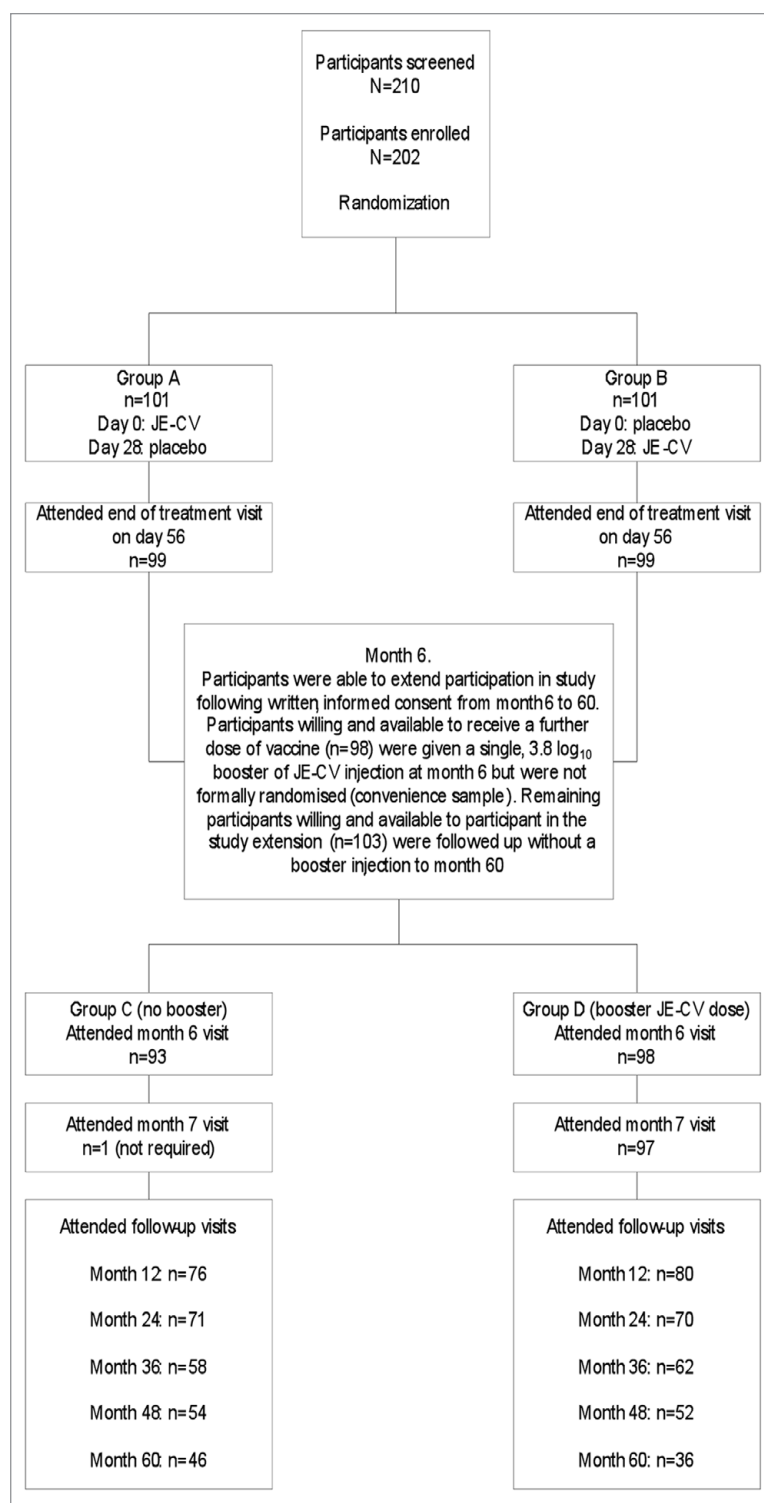 Participants screened
N=210
Participants enrolled
N=202
Randomization
Group A
n=101
Day 0: JE-CV
Day 28: placebo
Group B
n=101
Day 0: placebo
Day 28: JE-CV
Attended end of treatment visit
on day 56
n=99
Attended end of treatment visit
on day 56
n=99
Month 6.
Participants were able to extend participation in study
following written, informed consent from month 6 to 60.
Participants willing and available to receive a further
dose of vaccine (n=98) were given a single, 3.8 log₁₀
booster of JE-CV injection at month 6 but were not
formally randomised (convenience sample). Remaining
participants willing and available to participant in the
study extension (n=103) were followed up without a
booster injection to month 60
Group C (no booster)
Attended month 6 visit
n=93
Group D (booster JE-CV dose)
Attended month 6 visit
n=98
Attended month 7 visit
n=1 (not required)
Attended month 7 visit
n=97
Attended follow-up visits
Month 12: n=76
Month 24: n=71
Month 36: n=58
Month 48: n=54
Month 60: n=46
Attended follow-up visits
Month 12: n=80
Month 24: n=70
Month 36: n=62
Month 48: n=52
Month 60: n=36